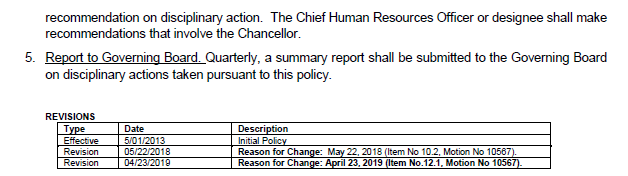 recommendation on disciplinary action. The Chief Human Resources Officer or designee shall make
recommendations that involve the Chancellor.
5. Report to Governing Board. Quarterly, a summary report shall be submitted to the Governing Board
on disciplinary actions taken pursuant to this policy.
REVISIONS
Type Date Description
Effective 5/01/2013 Initial Policy
Revision 05/22/2018 Reason for Change: May 22, 2018 (Item No 10.2, Motion No 10567).
Revision 04/23/2019 Reason for Change: April 23, 2019 (Item No.12.1, Motion No 10567).